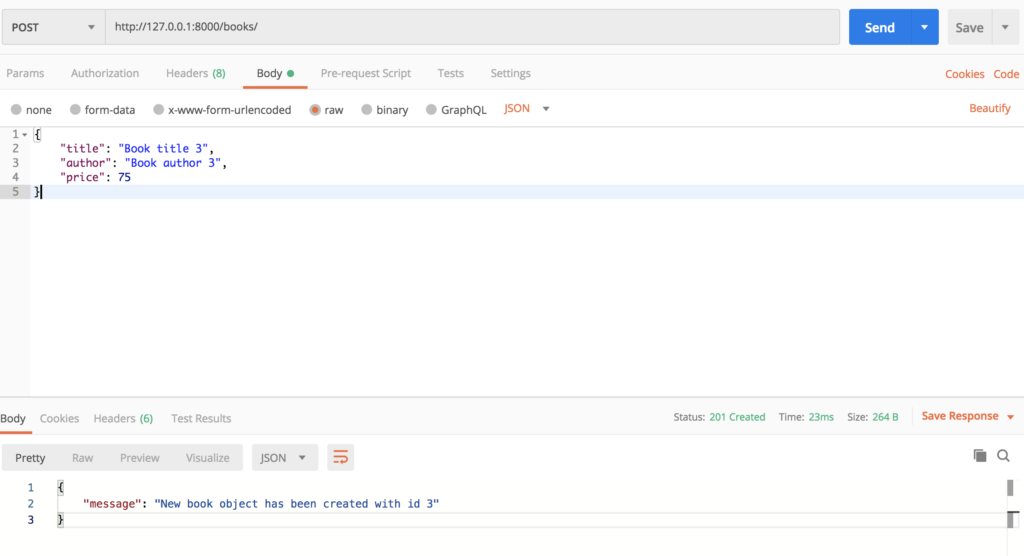 POST http://127.0.0.1:8000/books/ Send Save
Params Authorization Headers (8) Body Pre-request Script Tests Settings Cookies Code
none form-data x-www-form-urlencoded raw binary GraphQL JSON Beautify
1 {
2 "title": "Book title 3",
3 "author": "Book author 3",
4 "price": 75
5 }
Body Cookies Headers (6) Test Results Status: 201 Created Time: 23ms Size: 264 B Save Response
Pretty Raw Preview Visualize JSON
1 {
2 "message": "New book object has been created with id 3"
3 }